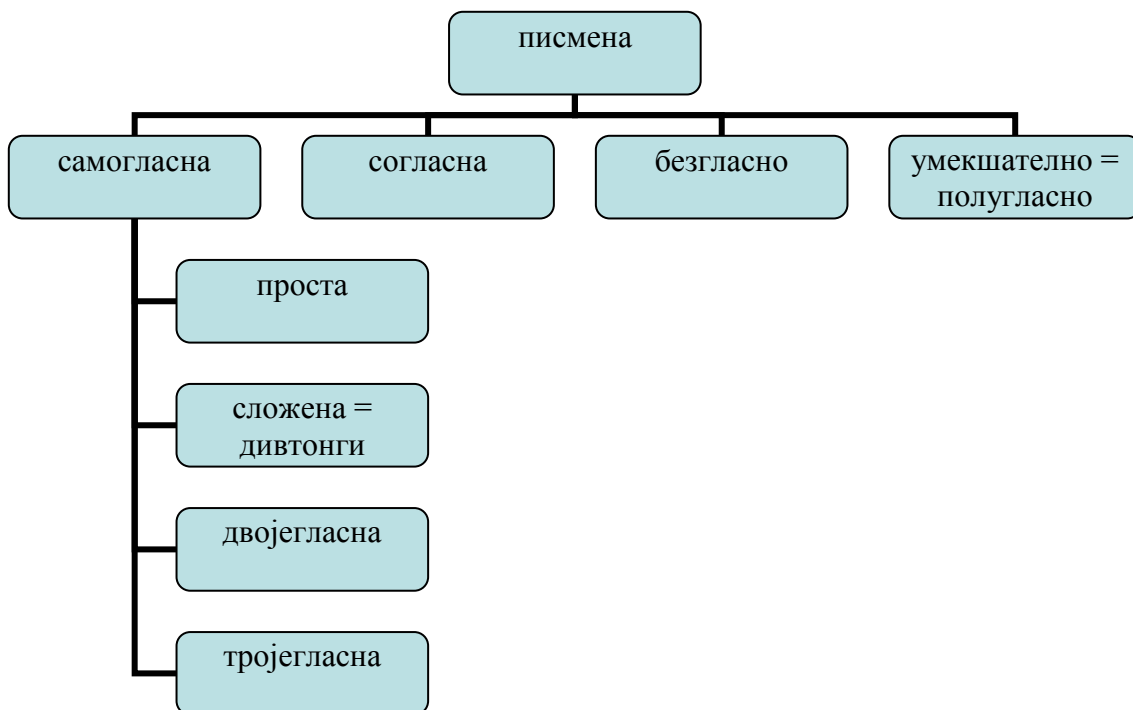 писмена
самогласна
согласна
безгласно
умекшателно =
полугласно
проста
сложена =
дивтонги
двојегласна
тројегласна